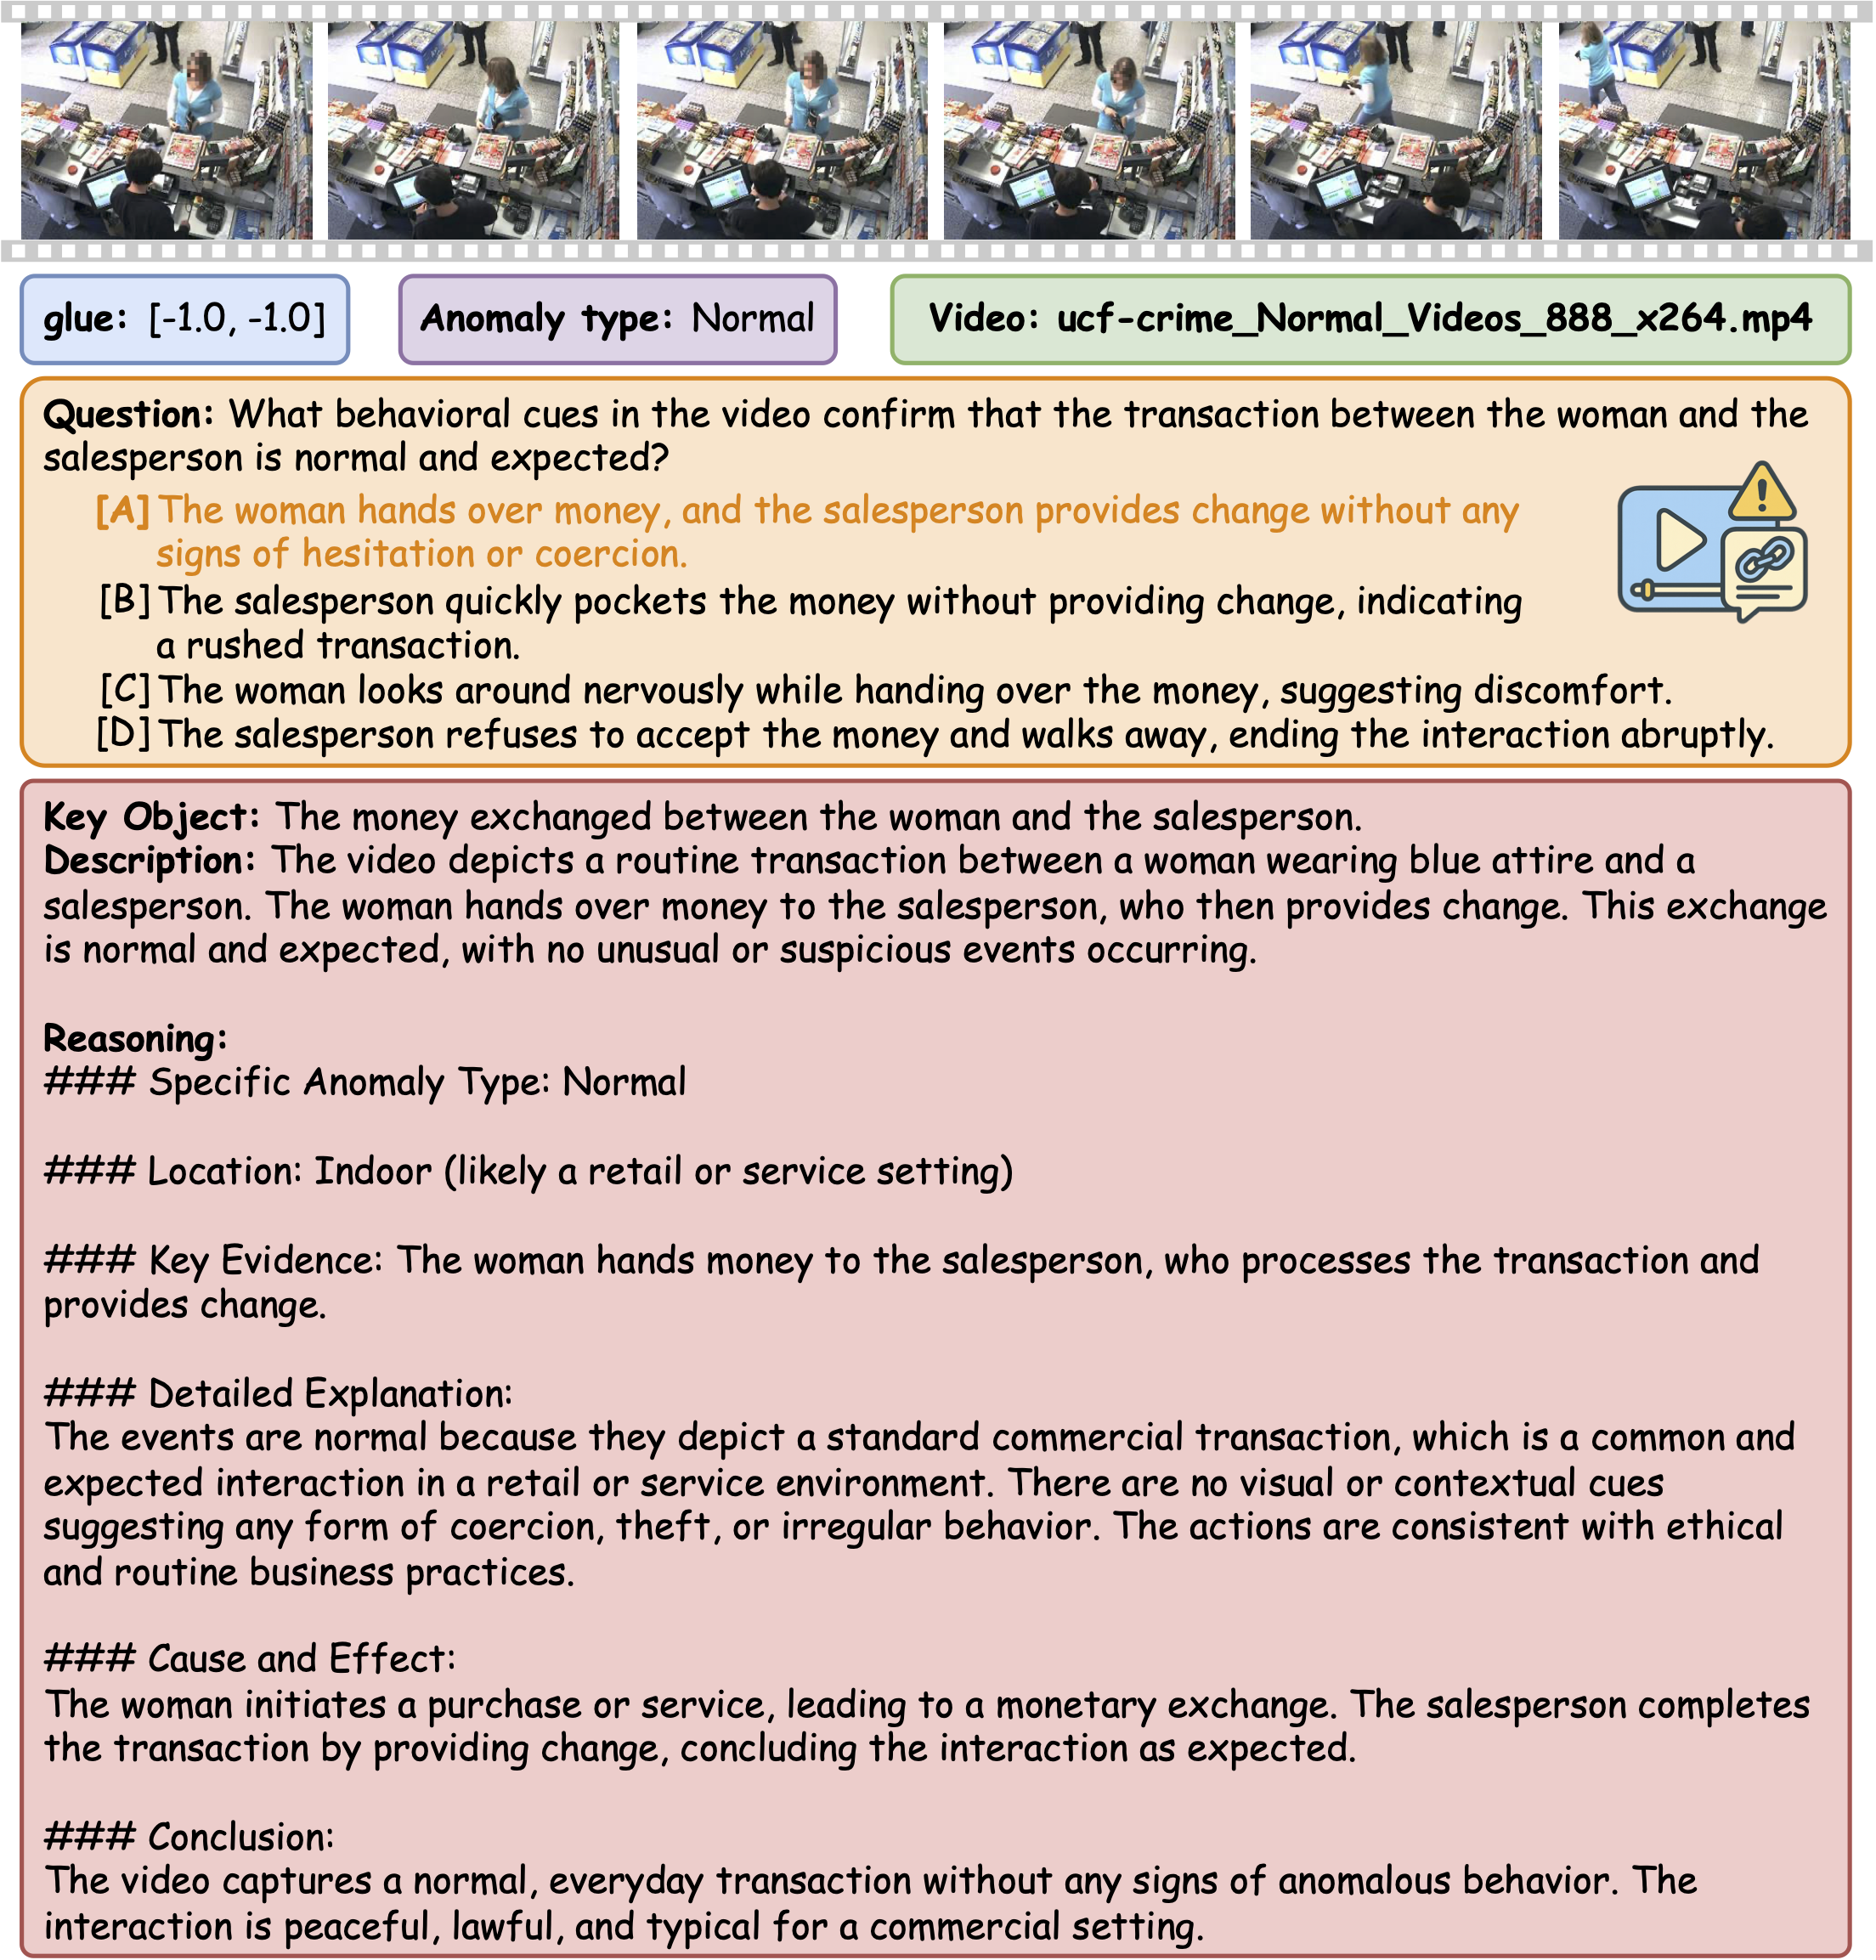 glue: [-1.0, -1.0]
Anomaly type: Normal
Video: ucf-crime_Normal_Videos_888_x264.mp4
Question: What behavioral cues in the video confirm that the transaction between the woman and the
salesperson is normal and expected?
[A] The woman hands over money, and the salesperson provides change without any
signs of hesitation or coercion.
[B] The salesperson quickly pockets the money without providing change, indicating
a rushed transaction.
[C] The woman looks around nervously while handing over the money, suggesting discomfort.
[D] The salesperson refuses to accept the money and walks away, ending the interaction abruptly.
Key Object: The money exchanged between the woman and the salesperson.
Description: The video depicts a routine transaction between a woman wearing blue attire and a
salesperson. The woman hands over money to the salesperson, who then provides change. This exchange
is normal and expected, with no unusual or suspicious events occurring.
Reasoning:
### Specific Anomaly Type: Normal
### Location: Indoor (likely a retail or service setting)
### Key Evidence: The woman hands money to the salesperson, who processes the transaction and
provides change.
### Detailed Explanation:
The events are normal because they depict a standard commercial transaction, which is a common and
expected interaction in a retail or service environment. There are no visual or contextual cues
suggesting any form of coercion, theft, or irregular behavior. The actions are consistent with ethical
and routine business practices.
### Cause and Effect:
The woman initiates a purchase or service, leading to a monetary exchange. The salesperson completes
the transaction by providing change, concluding the interaction as expected.
### Conclusion:
The video captures a normal, everyday transaction without any signs of anomalous behavior. The
interaction is peaceful, lawful, and typical for a commercial setting.